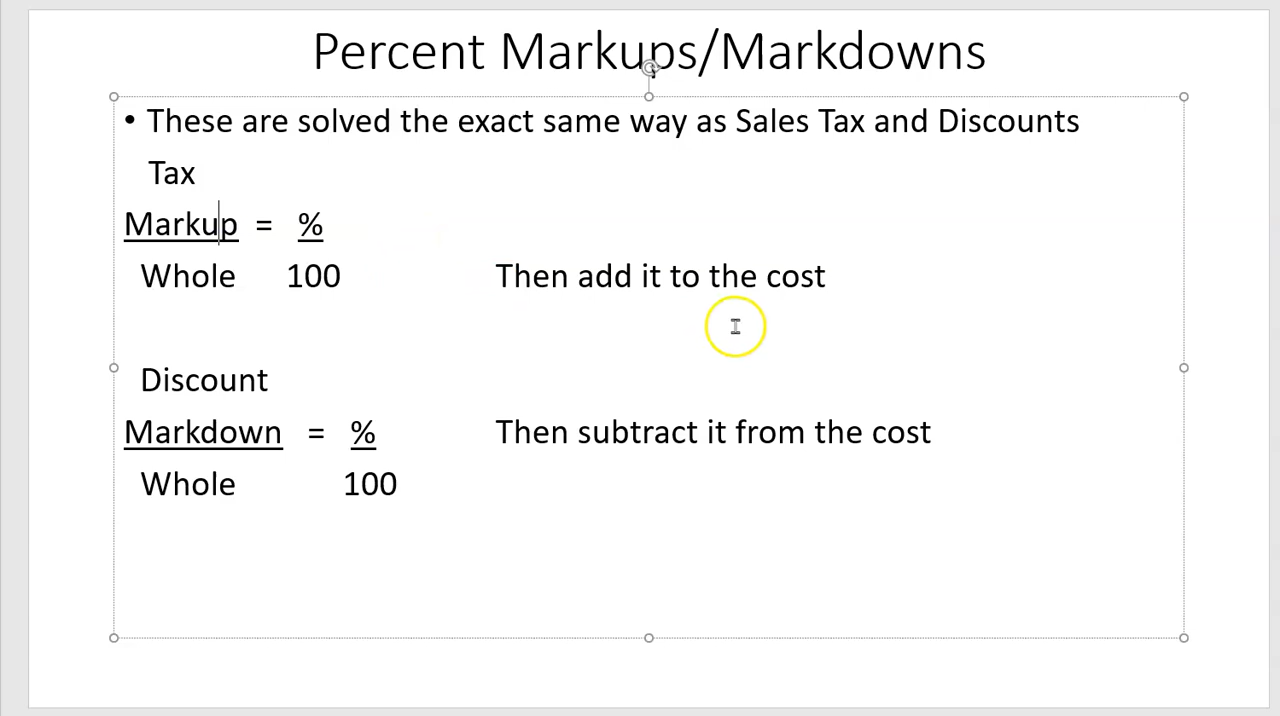 Percent Markups/Markdowns
• These are solved the exact same way as Sales Tax and Discounts
Tax
Markup = %
Whole 100 Then add it to the cost
Discount
Markdown = % Then subtract it from the cost
Whole 100